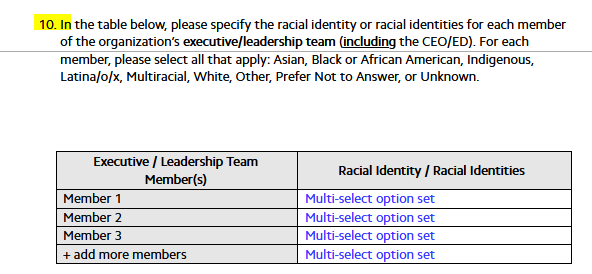 10. In the table below, please specify the racial identity or racial identities for each member
of the organization's executive/leadership team (including the CEO/ED). For each
member, please select all that apply: Asian, Black or African American, Indigenous,
Latina/o/x, Multiracial, White, Other, Prefer Not to Answer, or Unknown.
Executive / Leadership Team
Member(s)
Racial Identity / Racial Identities
Member 1
Multi-select option set
Member 2
Multi-select option set
Member 3
Multi-select option set
+ add more members
Multi-select option set